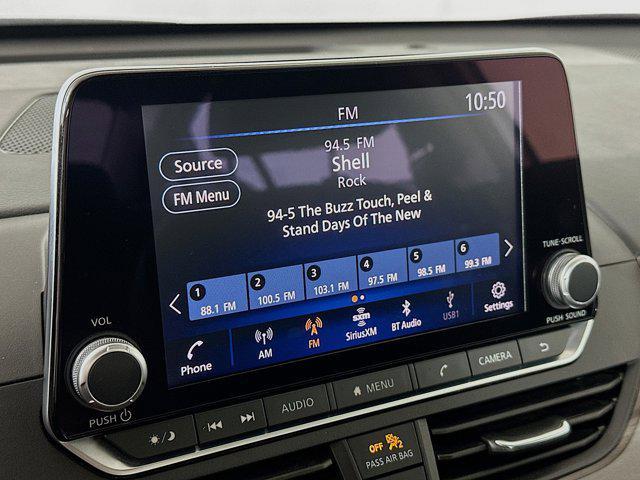 FM
10:50
94.5 FM
Shell
Rock
Source
FM Menu
94-5 The Buzz Touch, Peel &
Stand Days Of The New
1 2 3 4 5 6
88.1 FM 100.5 FM 103.1 FM 97.5 FM 98.5 FM 99.3 FM
Phone AM FM SXM SiriusXM BT Audio USB1 Settings
VOL
PUSH
TUNE·SCROLL
PUSH SOUND
AUDIO MENU CAMERA
OFF 2
PASS AIR BAG